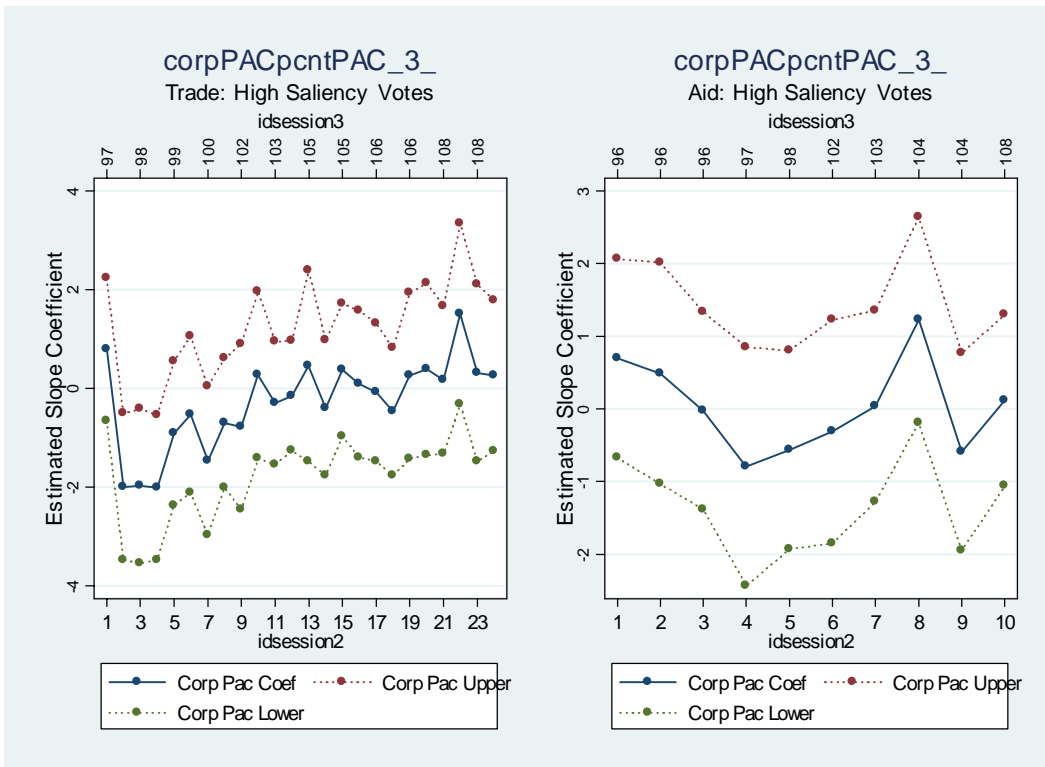 corpPACpcntPAC_3_
Trade: High Saliency Votes
idsession3
97 98 99 100 102 103 105 105 106 106 108 108
Estimated Slope Coefficient
4
2
0
-2
-4
1 3 5 7 9 11 13 15 17 19 21 23
idsession2
Corp Pac Coef Corp Pac Upper
Corp Pac Lower
corpPACpcntPAC_3_
Aid: High Saliency Votes
idsession3
96 96 96 97 98 102 103 104 104 108
Estimated Slope Coefficient
3
2
1
0
-1
-2
1 2 3 4 5 6 7 8 9 10
idsession2
Corp Pac Coef Corp Pac Upper
Corp Pac Lower